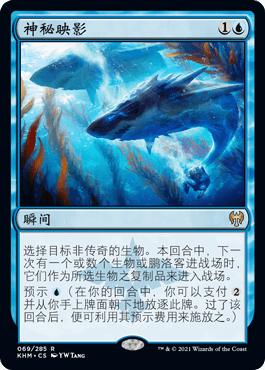 神秘映影 1
瞬间
选择目标非传奇的生物。本回合中，下一
次有一个或数个生物或鹏洛客进战场时，
它们作为所选生物之复制品来进入战场。
预示（在你的回合中，你可以支付2
并从你手上牌面朝下地放逐此牌。过了该
回合后，便可利用其预示费用来施放之。）
069/285 R
KHM • CS YW TANG
™ & © 2021 Wizards of the Coast